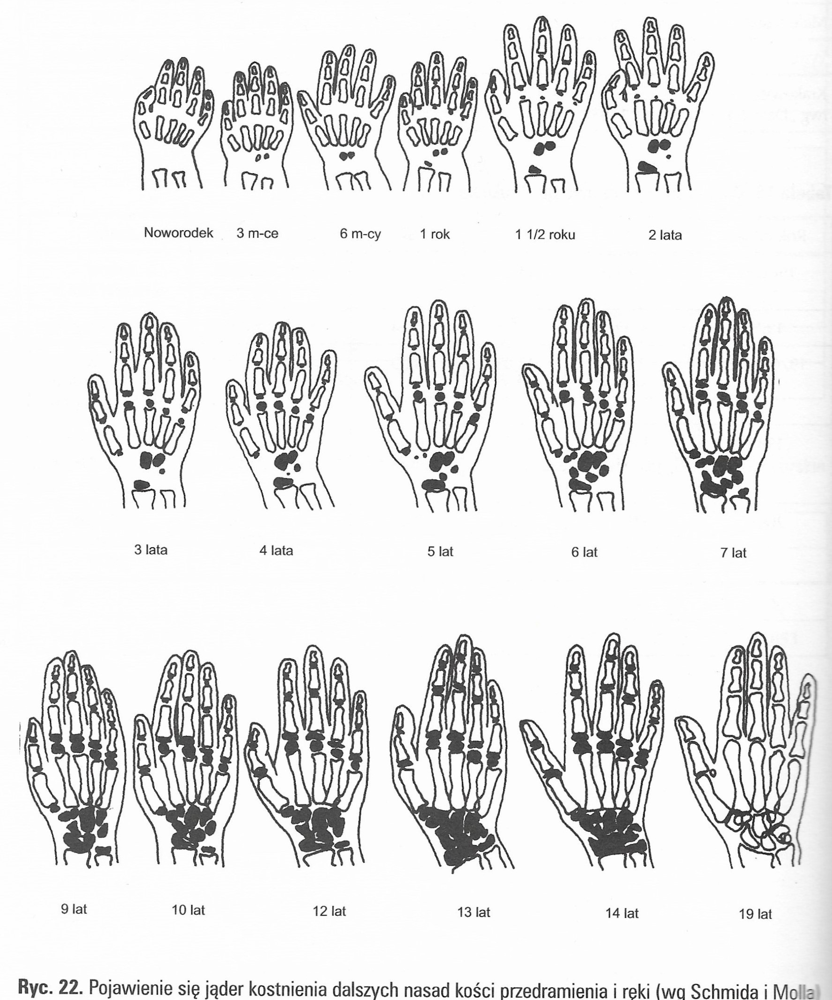 Noworodek 3 m-ce 6 m-cy 1 rok 1 1/2 roku 2 lata
3 lata 4 lata 5 lat 6 lat 7 lat
9 lat 10 lat 12 lat 13 lat 14 lat 19 lat
Ryc. 22. Pojawienie się jąder kostnienia dalszych nasad kości przedramienia i ręki (wg Schmida i Molla)